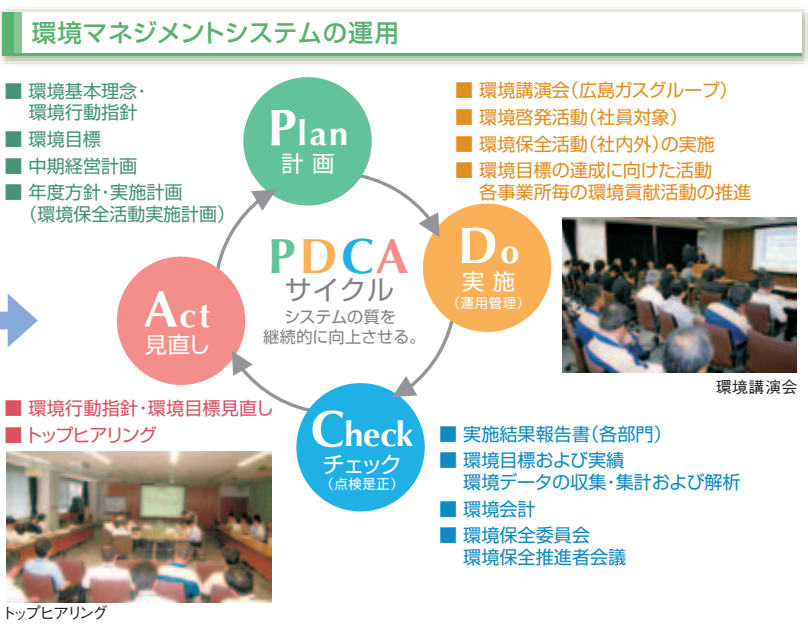 環境マネジメントシステムの運用
■ 環境基本理念・
環境行動指針
■ 環境目標
■ 中期経営計画
■ 年度方針・実施計画
（環境保全活動実施計画）
Plan
計 画
■ 環境講演会（広島ガスグループ）
■ 環境啓発活動（社員対象）
■ 環境保全活動（社内外）の実施
■ 環境目標の達成に向けた活動
各事業所毎の環境貢献活動の推進
Do
実 施
（運用管理）
環境講演会
PDCA
サイクル
システムの質を
継続的に向上させる。
Act
見直し
■ 環境行動指針・環境目標見直し
■ トップヒアリング
トップヒアリング
Check
チェック
（点検是正）
■ 実施結果報告書（各部門）
■ 環境目標および実績
環境データの収集・集計および解析
■ 環境会計
■ 環境保全委員会
環境保全推進者会議